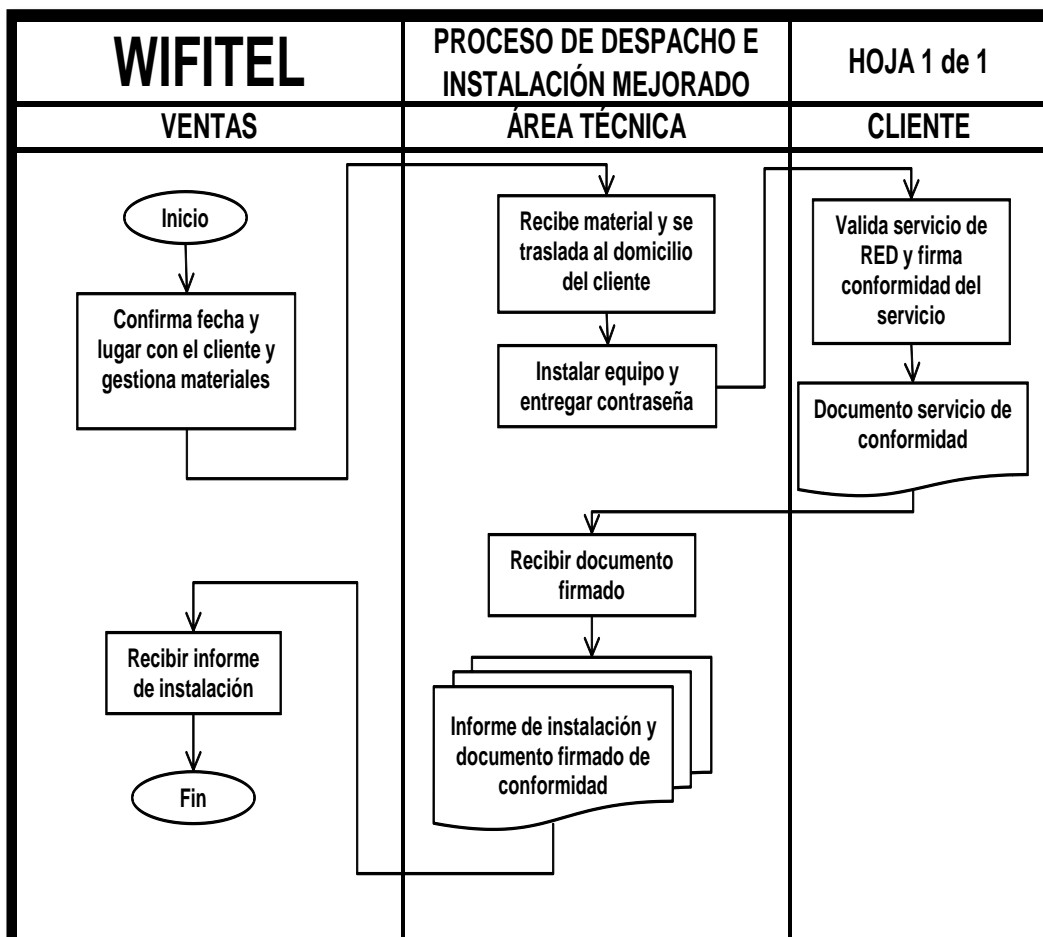 WIFITEL
PROCESO DE DESPACHO E
INSTALACIÓN MEJORADO
HOJA 1 de 1
VENTAS
ÁREA TÉCNICA
CLIENTE
Inicio
Confirma fecha y
lugar con el cliente y
gestiona materiales
Recibe material y se
traslada al domicilio
del cliente
Instalar equipo y
entregar contraseña
Valida servicio de
RED y firma
conformidad del
servicio
Documento servicio de
conformidad
Recibir documento
firmado
Informe de instalación y
documento firmado de
conformidad
Recibir informe
de instalación
Fin